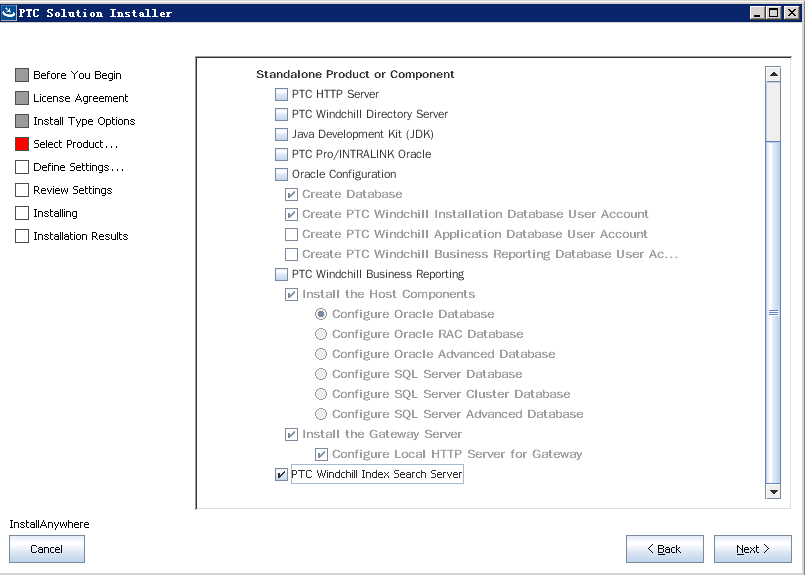 PTC Solution Installer
Before You Begin
License Agreement
Install Type Options
Select Product...
Define Settings...
Review Settings
Installing
Installation Results
Standalone Product or Component
PTC HTTP Server
PTC Windchill Directory Server
Java Development Kit (JDK)
PTC Pro/INTRALINK Oracle
Oracle Configuration
Create Database
Create PTC Windchill Installation Database User Account
Create PTC Windchill Application Database User Account
Create PTC Windchill Business Reporting Database User Ac...
PTC Windchill Business Reporting
Install the Host Components
Configure Oracle Database
Configure Oracle RAC Database
Configure Oracle Advanced Database
Configure SQL Server Database
Configure SQL Server Cluster Database
Configure SQL Server Advanced Database
Install the Gateway Server
Configure Local HTTP Server for Gateway
PTC Windchill Index Search Server
InstallAnywhere
Cancel
< Back
Next >